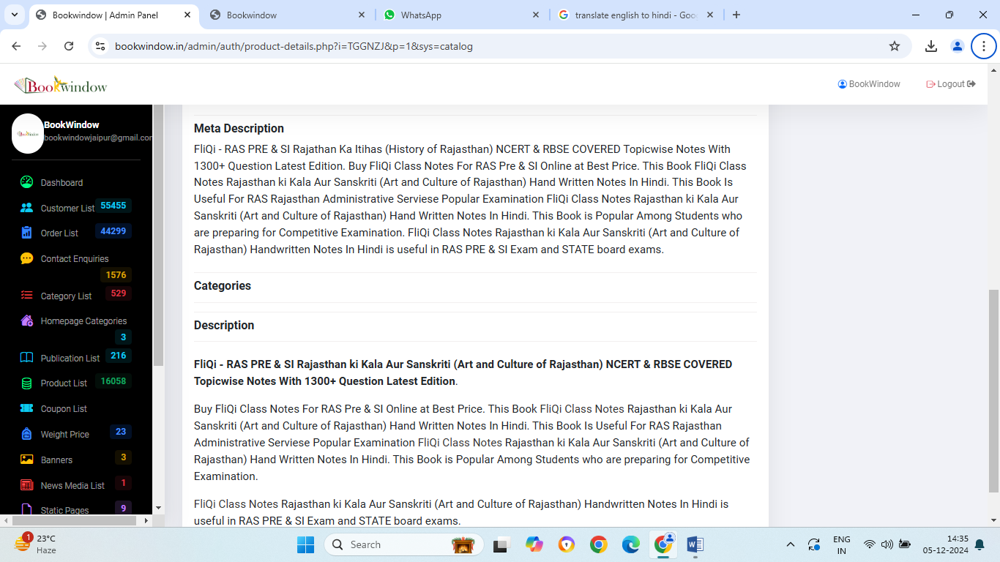 Bookwindow | Admin Panel
Bookwindow
WhatsApp
translate english to hindi - Goo
bookwindow.in/admin/auth/product-details.php?i=TGGNZJ&p=1&sys=catalog
Bookwindow
BookWindow
Logout
BookWindow
bookwindowjaipur@gmail.com
Dashboard
Customer List 55455
Order List 44299
Contact Enquiries
1576
Category List 529
Homepage Categories
3
Publication List 216
Product List 16058
Coupon List
Weight Price 23
Banners 3
News Media List 1
Static Pages 9
Meta Description
FliQi - RAS PRE & SI Rajathan Ka Itihas (History of Rajasthan) NCERT & RBSE COVERED Topicwise Notes With
1300+ Question Latest Edition. Buy FliQi Class Notes For RAS Pre & SI Online at Best Price. This Book FliQi Class
Notes Rajasthan ki Kala Aur Sanskriti (Art and Culture of Rajasthan) Hand Written Notes In Hindi. This Book Is
Useful For RAS Rajasthan Administrative Serviese Popular Examination FliQi Class Notes Rajasthan ki Kala Aur
Sanskriti (Art and Culture of Rajasthan) Hand Written Notes In Hindi. This Book is Popular Among Students who
are preparing for Competitive Examination. FliQi Class Notes Rajasthan ki Kala Aur Sanskriti (Art and Culture of
Rajasthan) Handwritten Notes In Hindi is useful in RAS PRE & SI Exam and STATE board exams.
Categories
Description
FliQi - RAS PRE & SI Rajasthan ki Kala Aur Sanskriti (Art and Culture of Rajasthan) NCERT & RBSE COVERED
Topicwise Notes With 1300+ Question Latest Edition.
Buy FliQi Class Notes For RAS Pre & SI Online at Best Price. This Book FliQi Class Notes Rajasthan ki Kala Aur
Sanskriti (Art and Culture of Rajasthan) Hand Written Notes In Hindi. This Book Is Useful For RAS Rajasthan
Administrative Serviese Popular Examination FliQi Class Notes Rajasthan ki Kala Aur Sanskriti (Art and Culture of
Rajasthan) Hand Written Notes In Hindi. This Book is Popular Among Students who are preparing for Competitive
Examination.
FliQi Class Notes Rajasthan ki Kala Aur Sanskriti (Art and Culture of Rajasthan) Handwritten Notes In Hindi is
useful in RAS PRE & SI Exam and STATE board exams.
1
23°C
Haze
Search
ENG
IN
14:35
05-12-2024